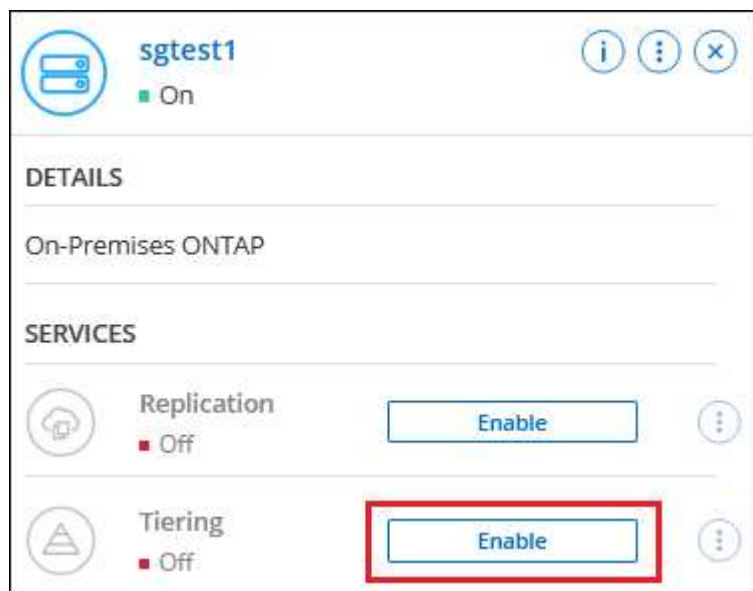 sgtest1
On
DETAILS
On-Premises ONTAP
SERVICES
Replication
Off
Enable
Tiering
Off
Enable